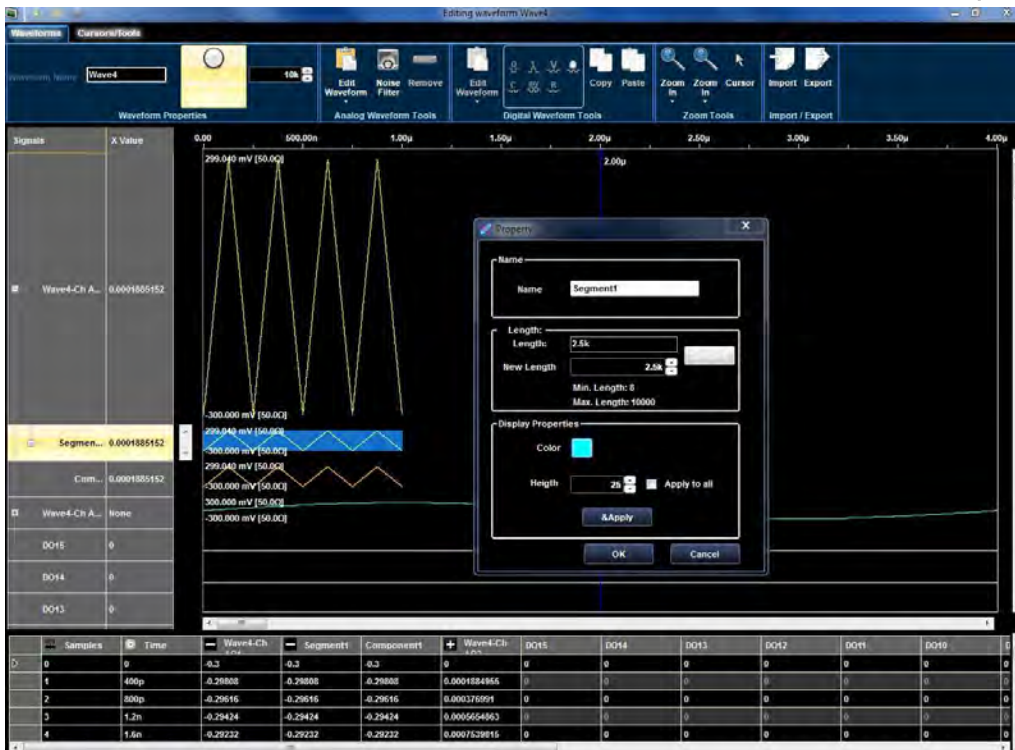 Editing waveform Wave4
Waveforms Cursors/Tools
Waveform Name Wave4 10k
Edit Waveform Noise Filter Remove
Edit Waveform Copy Paste
Zoom In Zoom In Cursor
Import Export
Waveform Properties Analog Waveform Tools Digital Waveform Tools Zoom Tools Import / Export
Signals X Value 0.00 500.00n 1.00µ 1.50µ 2.00µ 2.50µ 3.00µ 3.50µ 4.00µ
299.040 mV [50.0Ω]
2.00µ
Wave4-Ch A... 0.0001885152
-300.000 mV [50.0Ω]
Segmen... 0.0001885152
299.040 mV [50.0Ω]
-300.000 mV [50.0Ω]
Com... 0.0001885152
299.040 mV [50.0Ω]
-300.000 mV [50.0Ω]
Wave4-Ch A... None
300.000 mV [50.0Ω]
-300.000 mV [50.0Ω]
DO15 0
DO14 0
DO13 0
Property X
Name
Name Segment1
Length:
Length: 2.5k
New Length 2.5k
Min. Length: 8
Max. Length: 10000
Display Properties
Color
Heigth 25 Apply to all
&Apply
OK Cancel
Samples Time Wave4-Ch Segment1 Component1 Wave4-Ch DO15 DO14 DO13 DO12 DO11 DO10
0 0 -0.3 -0.3 -0.3 0 0 0 0 0 0 0 0
1 400p -0.29808 -0.29808 -0.29808 0.0001884956 0 0 0 0 0 0 0
2 800p -0.29616 -0.29616 -0.29616 0.000376991 0 0 0 0 0 0 0
3 1.2n -0.29424 -0.29424 -0.29424 0.0005654863 0 0 0 0 0 0 0
4 1.6n -0.29232 -0.29232 -0.29232 0.0007539815 0 0 0 0 0 0 0